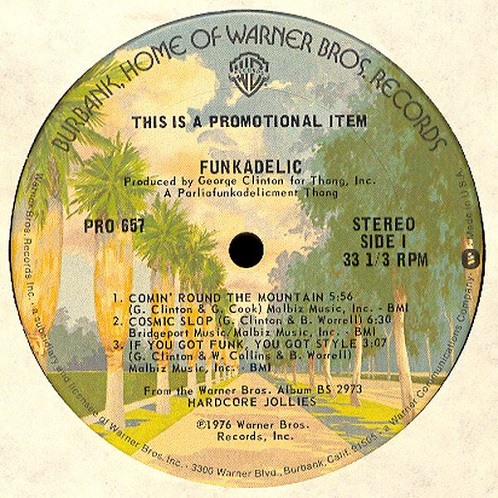 BURBANK, HOME OF WARNER BROS. RECORDS
THIS IS A PROMOTIONAL ITEM
FUNKADELIC
Produced by George Clinton for Thang, Inc.
A Parliafunkadelicment Thang
PRO 657
STEREO
SIDE 1
33 1/3 RPM
1. COMIN' ROUND THE MOUNTAIN 5:56
(G. Clinton & G. Cook) Malbiz Music, Inc. - BMI
2. COSMIC SLOP (G. Clinton & B. Worrell) 6:30
Bridgeport Music/Malbiz Music, Inc. - BMI
3. IF YOU GOT FUNK, YOU GOT STYLE 3:07
(G. Clinton & W. Collins & B. Worrell)
Malbiz Music, Inc. - BMI
From the Warner Bros. Album BS 2973
HARDCORE JOLLIES
℗1976 Warner Bros.
Records, Inc.
Warner Bros. Records Inc., a subsidiary and licensee of Warner Bros. Inc. - 3300 Warner Blvd., Burbank, Calif. 91505 - a Warner Communications Company. W Made in U.S.A.